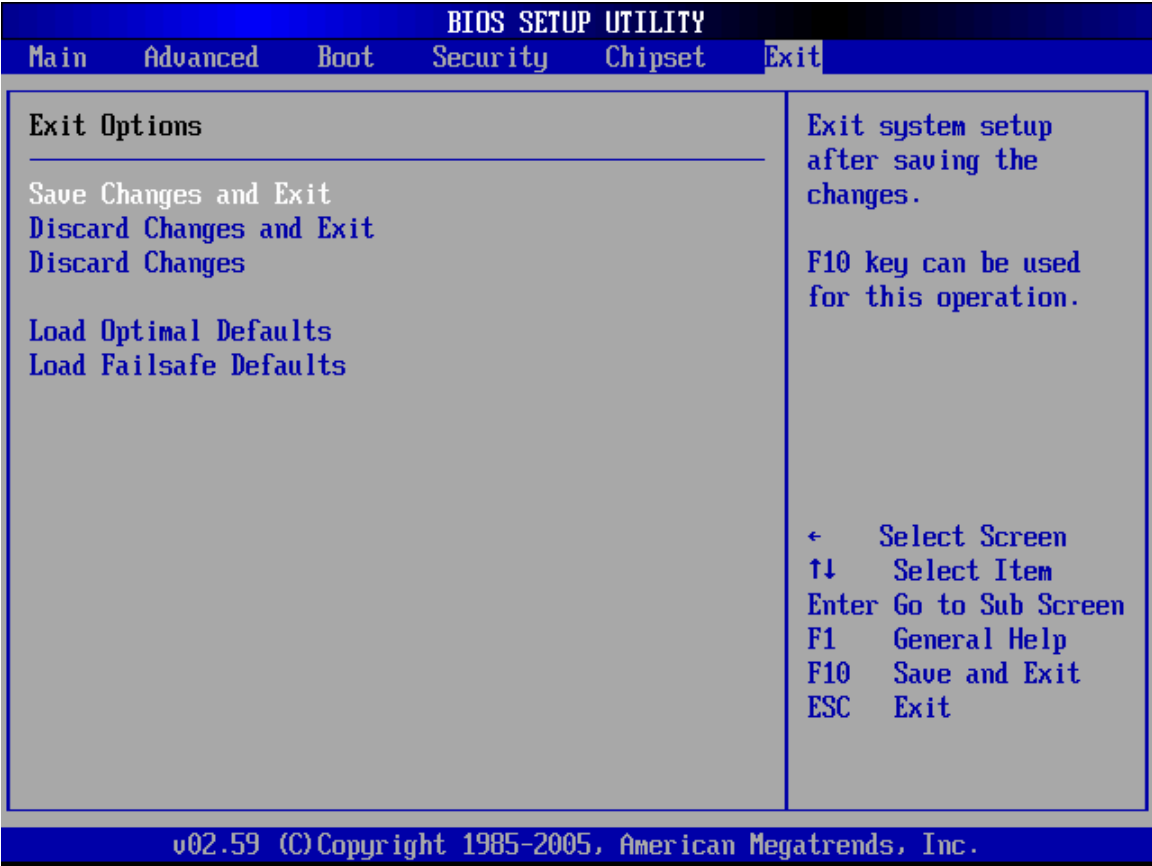 BIOS SETUP UTILITY
Main Advanced Boot Security Chipset Exit
Exit Options
Save Changes and Exit
Discard Changes and Exit
Discard Changes
Load Optimal Defaults
Load Failsafe Defaults
Exit system setup
after saving the
changes.
F10 key can be used
for this operation.
← Select Screen
↑↓ Select Item
Enter Go to Sub Screen
F1 General Help
F10 Save and Exit
ESC Exit
v02.59 (C)Copyright 1985-2005, American Megatrends, Inc.